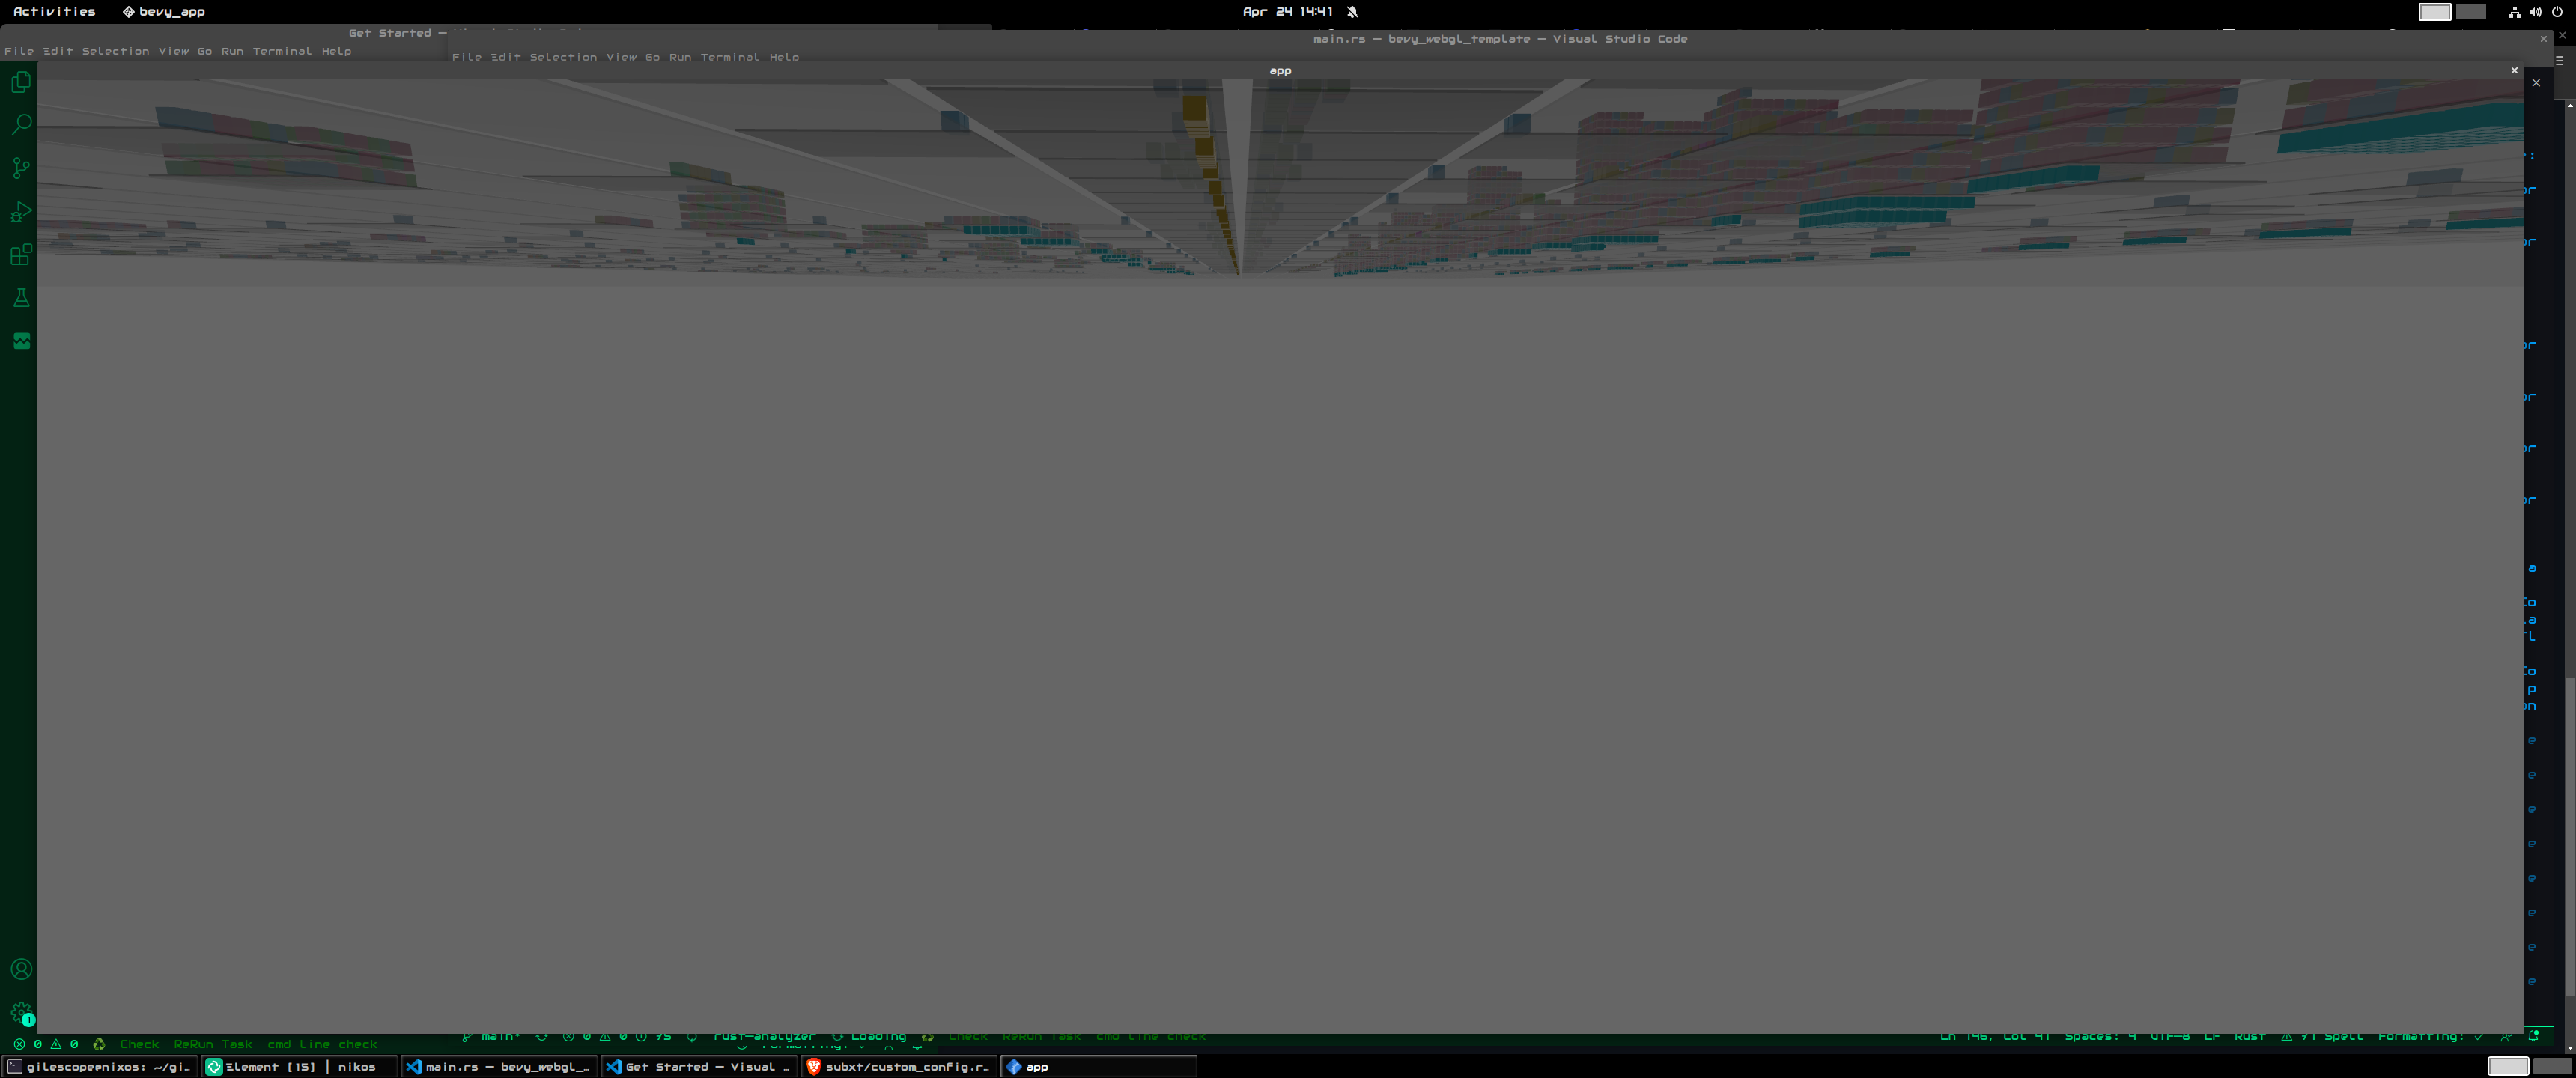 Activities bevy_app Apr 24 14:41
Get Started —
main.rs — bevy_webgl_template — Visual Studio Code
File Edit Selection View Go Run Terminal Help
File Edit Selection View Go Run Terminal Help
app
1
main* 0 0 75 rust-analyzer Loading Check ReRun Task cmd line check
Ln 146, Col 41 Spaces: 4 UTF-8 LF Rust 71 Spell Formatting: ✓
0 0 Check ReRun Task cmd line check
gilescope@nixos: ~/gi… Element [15] | nikos main.rs — bevy_webgl_… Get Started — Visual … subxt/custom_config.r… app